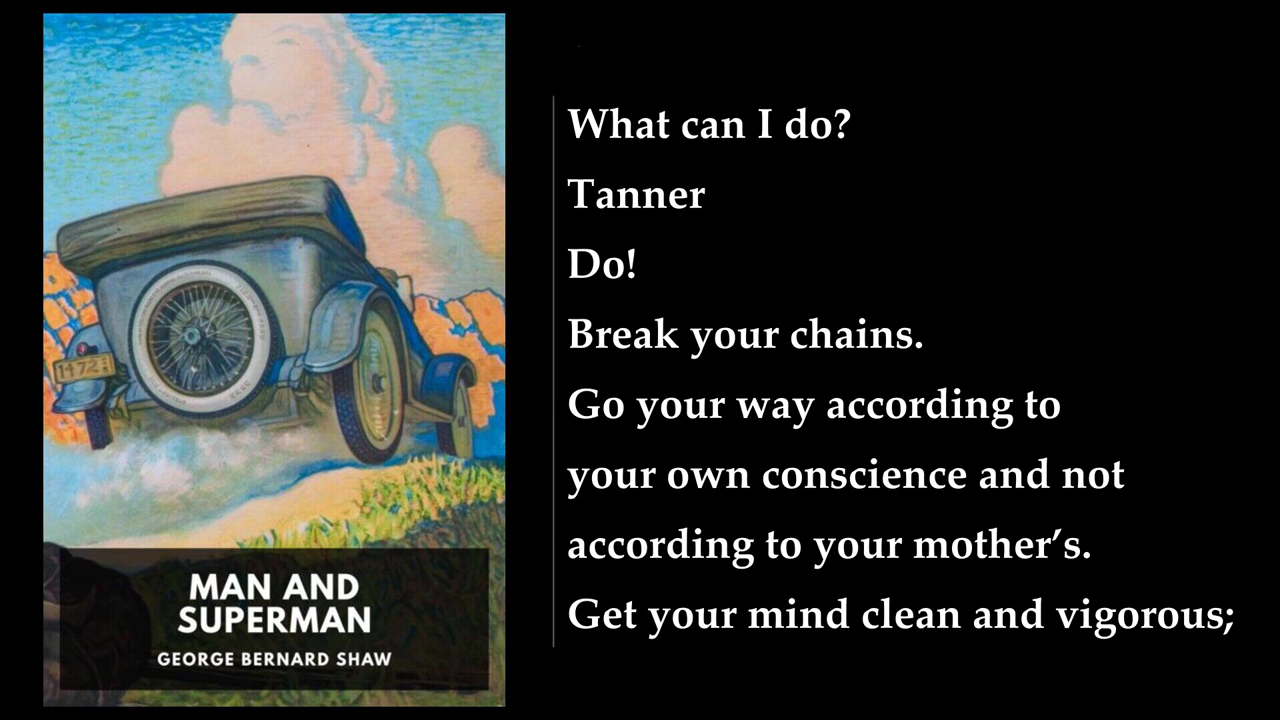 What can I do?
Tanner
Do!
Break your chains.
Go your way according to
your own conscience and not
according to your mother’s.
Get your mind clean and vigorous;
1472
MAN AND
SUPERMAN
GEORGE BERNARD SHAW